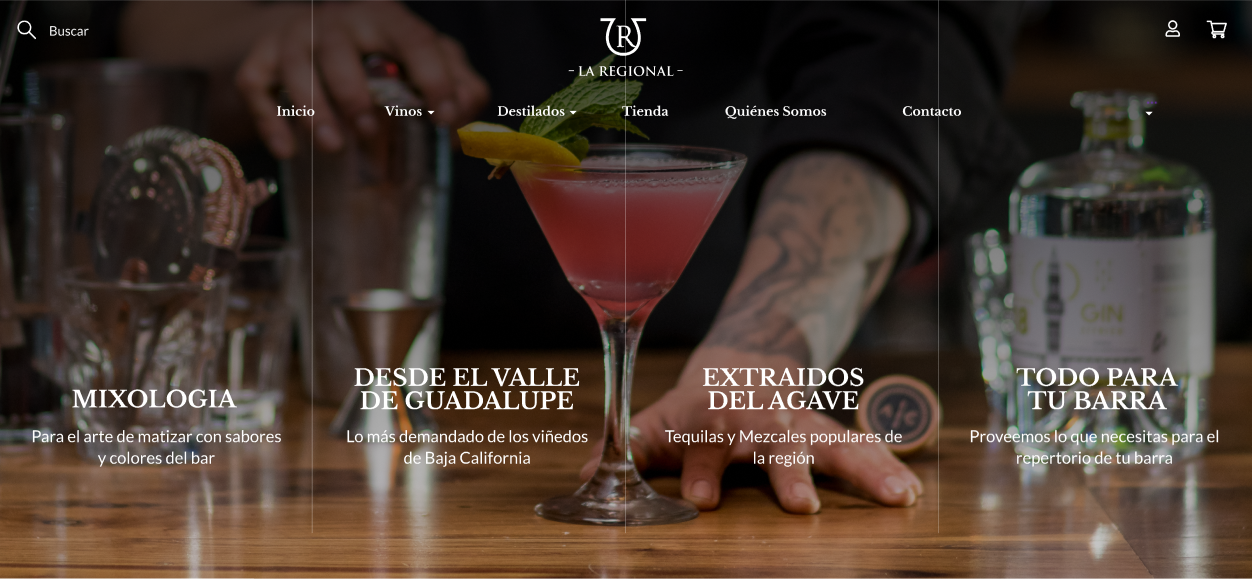 Buscar
R
- LA REGIONAL -
Inicio
Vinos
Destilados
Tienda
Quiénes Somos
Contacto
MIXOLOGIA
Para el arte de matizar con sabores
y colores del bar
DESDE EL VALLE
DE GUADALUPE
Lo más demandado de los viñedos
de Baja California
EXTRAIDOS
DEL AGAVE
Tequilas y Mezcales populares de
la región
TODO PARA
TU BARRA
Proveemos lo que necesitas para el
repertorio de tu barra
GIN